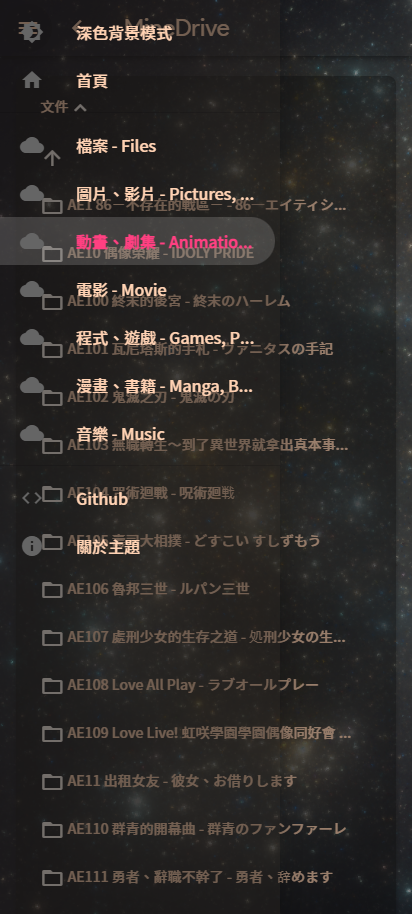 MineDrive
深色背景模式
首頁
文件
檔案 - Files
圖片、影片 - Pictures, ...
AE1 86－不存在的戰區－ - 86－エイティシ...
動畫、劇集 - Animatio...
AE10 偶像榮耀 - IDOLY PRIDE
電影 - Movie
AE100 終末的後宮 - 終末のハーレム
程式、遊戲 - Games, P...
AE101 瓦尼塔斯的手札 - ヴァニタスの手記
漫畫、書籍 - Manga, B...
AE102 鬼滅之刃 - 鬼滅の刃
音樂 - Music
AE103 無職轉生～到了異世界就拿出真本事...
AE104 咒術迴戰 - 呪術廻戦
Github
AE105 大相撲 - どすこい すしずもう
關於主題
AE106 魯邦三世 - ルパン三世
AE107 處刑少女的生存之道 - 処刑少女の生...
AE108 Love All Play - ラブオールプレー
AE109 Love Live! 虹咲學園學園偶像同好會 ...
AE11 出租女友 - 彼女、お借りします
AE110 群青的開幕曲 - 群青のファンファーレ
AE111 勇者、辭職不幹了 - 勇者、辞めます